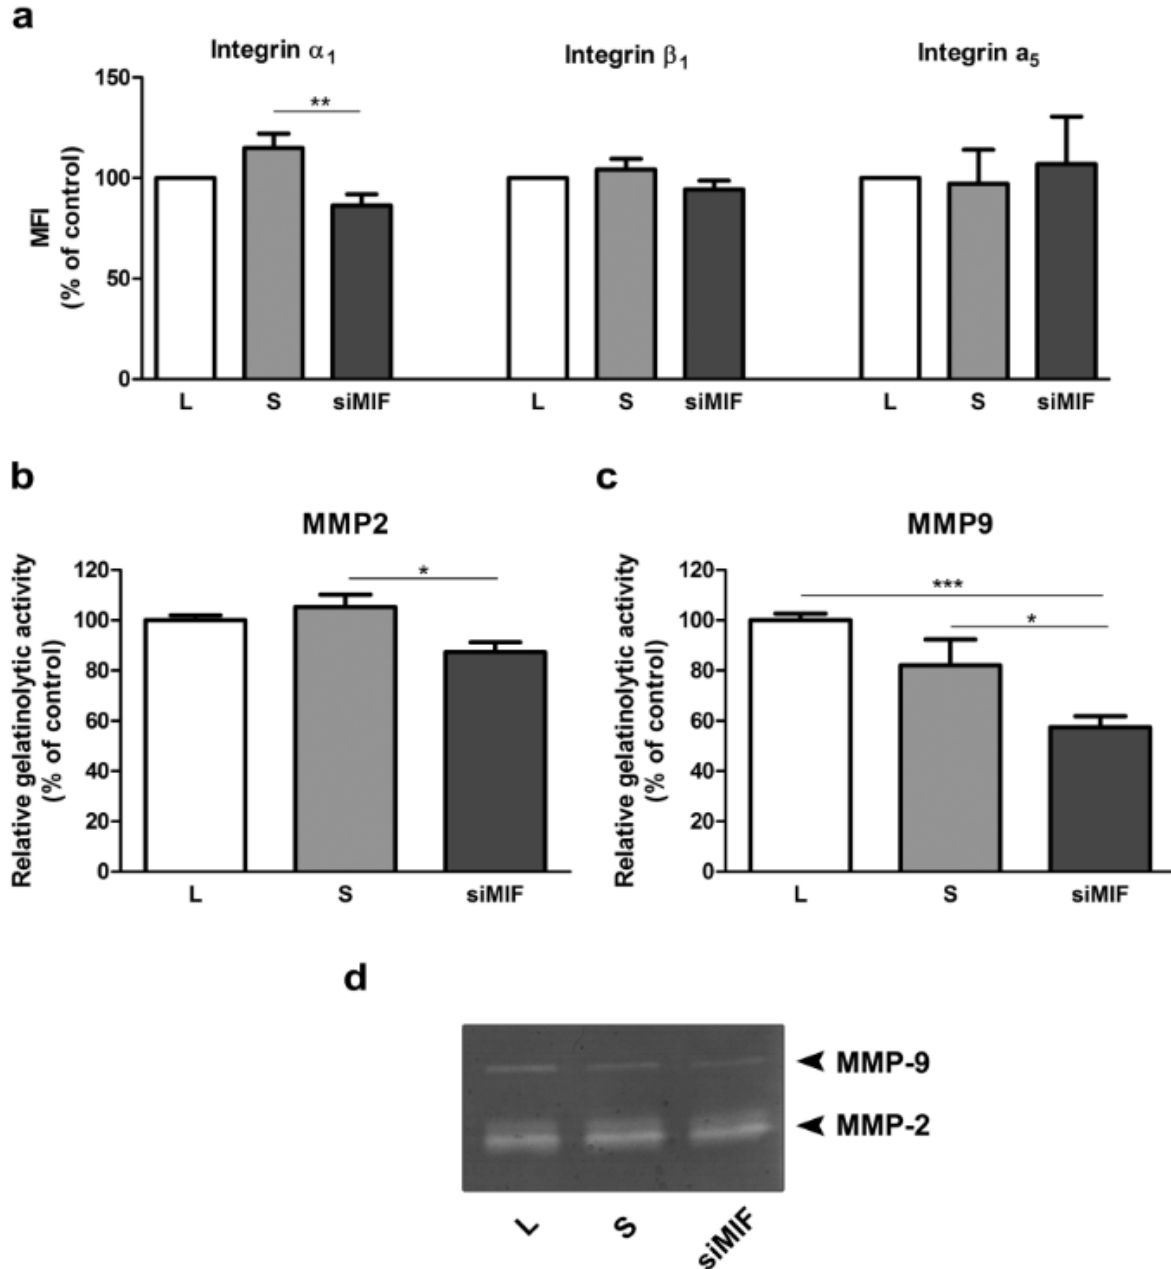 a
Integrin α1
Integrin β1
Integrin a5
MFI
(% of control)
150
100
50
0
**
L S siMIF
L S siMIF
L S siMIF
b
MMP2
Relative gelatinolytic activity
(% of control)
120
100
80
60
40
20
0
*
L S siMIF
c
MMP9
Relative gelatinolytic activity
(% of control)
120
100
80
60
40
20
0
***
*
L S siMIF
d
MMP-9
MMP-2
L S siMIF